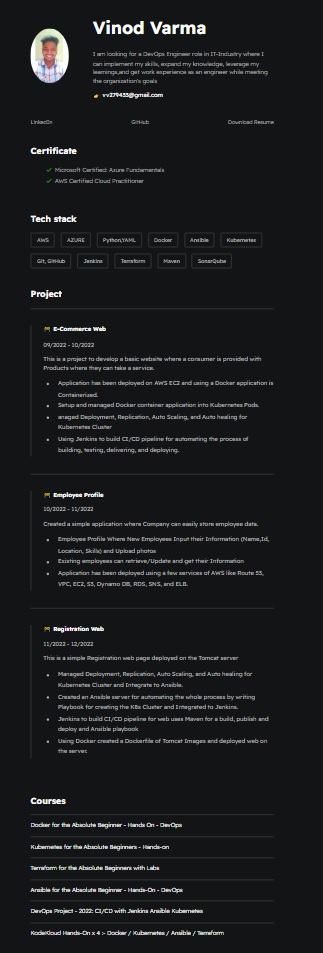 Vinod Varma
I am looking for a DevOps Engineer role in IT-Industry where I
can implement my skills, expand my knowledge, leverage my
learnings,and get work experience as an engineer while meeting
the organization's goals
vv279433@gmail.com
LinkedIn GitHub Download Resume
Certificate
Microsoft Certified: Azure Fundamentals
AWS Certified Cloud Practitioner
Tech stack
AWS AZURE Python,YAML Docker Ansible Kubernetes
Git, GitHub Jenkins Terraform Maven SonarQube
Project
E-Commerce Web
09/2022 - 10/2022
This is a project to develop a basic website where a consumer is provided with
Products where they can take a service.
Application has been deployed on AWS EC2 and using a Docker application is
Containerized.
Setup and managed Docker container application into Kubernetes Pods.
anaged Deployment, Replication, Auto Scaling, and Auto healing for
Kubernetes Cluster
Using Jenkins to build CI/CD pipeline for automating the process of
building, testing, delivering, and deploying.
Employee Profile
10/2022 - 11/2022
Created a simple application where Company can easily store employee data.
Employee Profile Where New Employees Input their Information (Name,Id,
Location, Skills) and Upload photos
Existing employees can retrieve/Update and get their Information
Application has been deployed using a few services of AWS like Route 53,
VPC, EC2, S3, Dynamo DB, RDS, SNS, and ELB.
Registration Web
11/2022 - 12/2022
This is a simple Registration web page deployed on the Tomcat server
Managed Deployment, Replication, Auto Scaling, and Auto healing for
Kubernetes Cluster and Integrate to Ansible.
Created an Ansible server for automating the whole process by writing
Playbook for creating the K8s Cluster and Integrated to Jenkins.
Jenkins to build CI/CD pipeline for web uses Maven for a build, publish and
deploy and Ansible playbook
Using Docker created a Dockerfile of Tomcat Images and deployed web on
the server.
Courses
Docker for the Absolute Beginner - Hands On - DevOps
Kubernetes for the Absolute Beginners - Hands-on
Terraform for the Absolute Beginners with Labs
Ansible for the Absolute Beginner - Hands-On - DevOps
DevOps Project - 2022: CI/CD with Jenkins Ansible Kubernetes
KodeKloud Hands-On x 4 :- Docker / Kubernetes / Ansible / Terraform